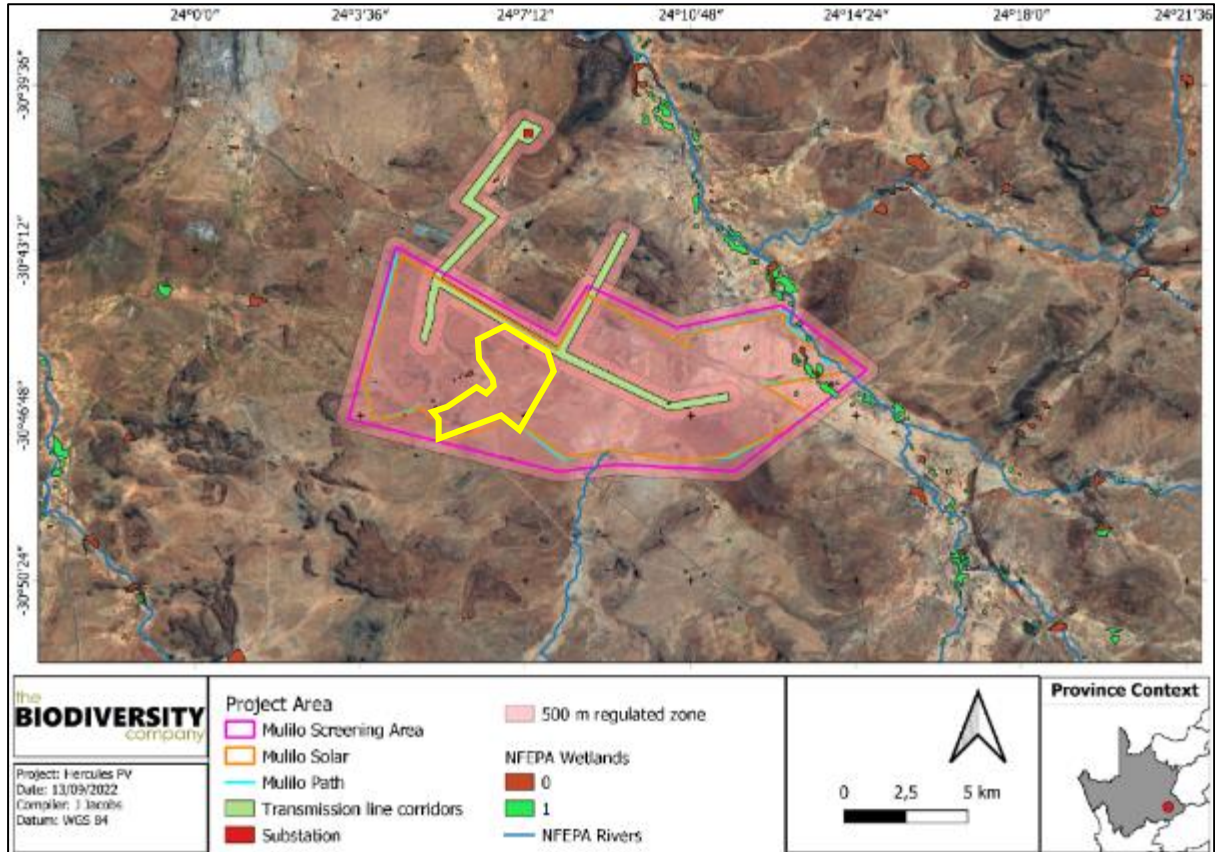 24°0'0"
24°3'36"
24°7'12"
24°10'48"
24°14'24"
24°18'0"
24°21'36
-30°39'36"
-30°43'12"
-30°46'48"
-30°50'24"
the
BIODIVERSITY
company
Project: Hercules PV
Date: 13/09/2022
Compiler: J Jacobs
Datum: WGS 84
Project Area
Mulilo Screening Area
Mulilo Solar
Mulilo Path
Transmission line corridors
Substation
500 m regulated zone
NFEPA Wetlands
0
1
NFEPA Rivers
0 2,5 5 km
Province Context